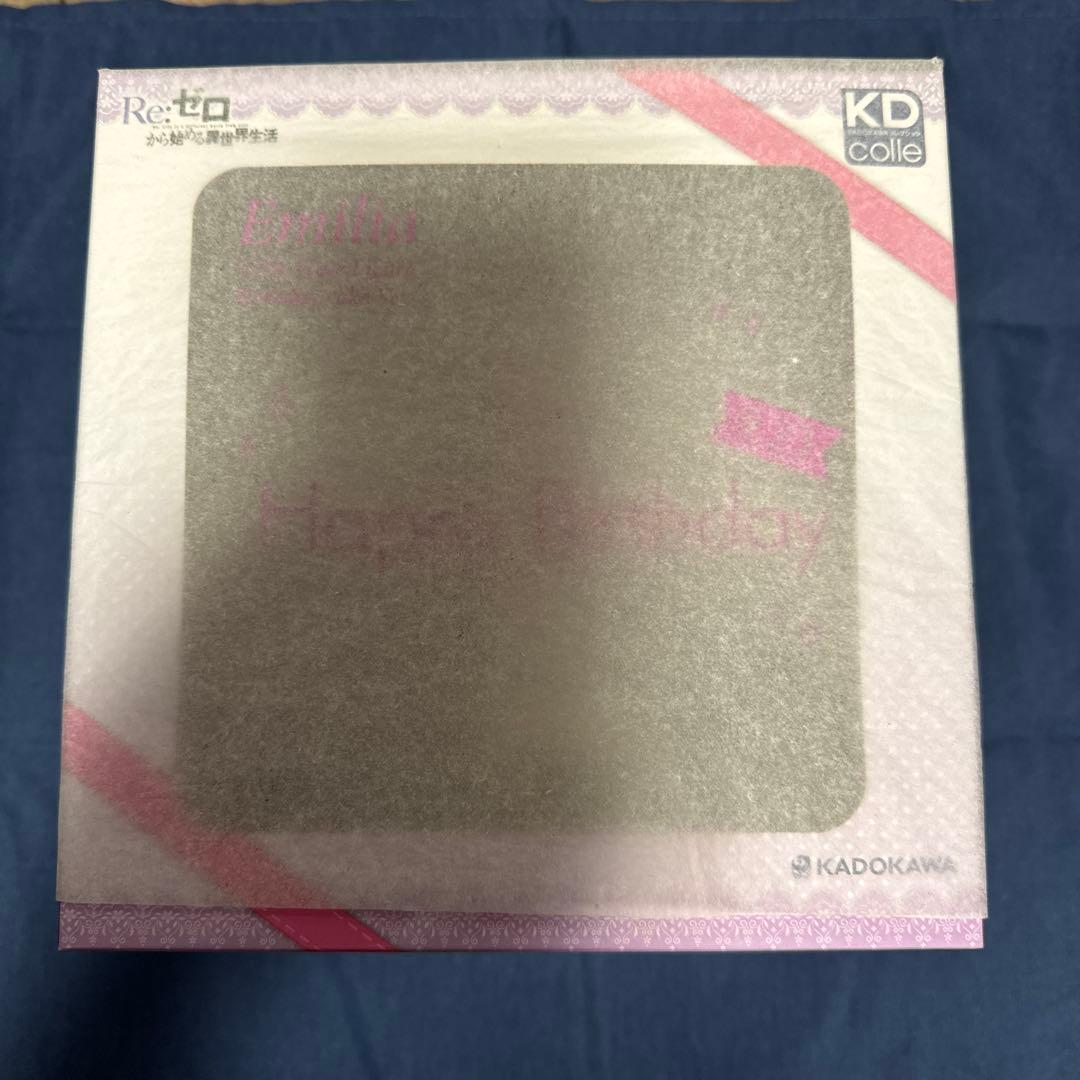 Re:ゼロ
から始める異世界生活
KD
colle
Emilia
Happy Birthday
KADOKAWA